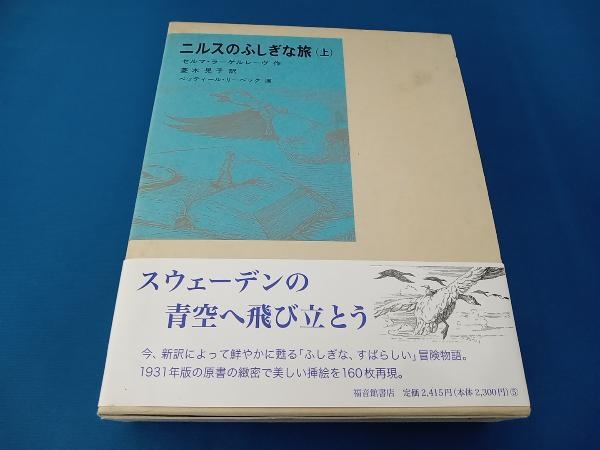 ニルスのふしぎな旅(上)
セルマ・ラーゲルレーヴ 作
菱木晃子 訳
ベッティール・リーベック 画
スウェーデンの
青空へ飛び立とう
今、新訳によって鮮やかに甦る「ふしぎな、すばらしい」冒険物語。
1931年版の原書の緻密で美しい挿絵を160枚再現。
福音館書店 定価2,415円(本体2,300円)⑤